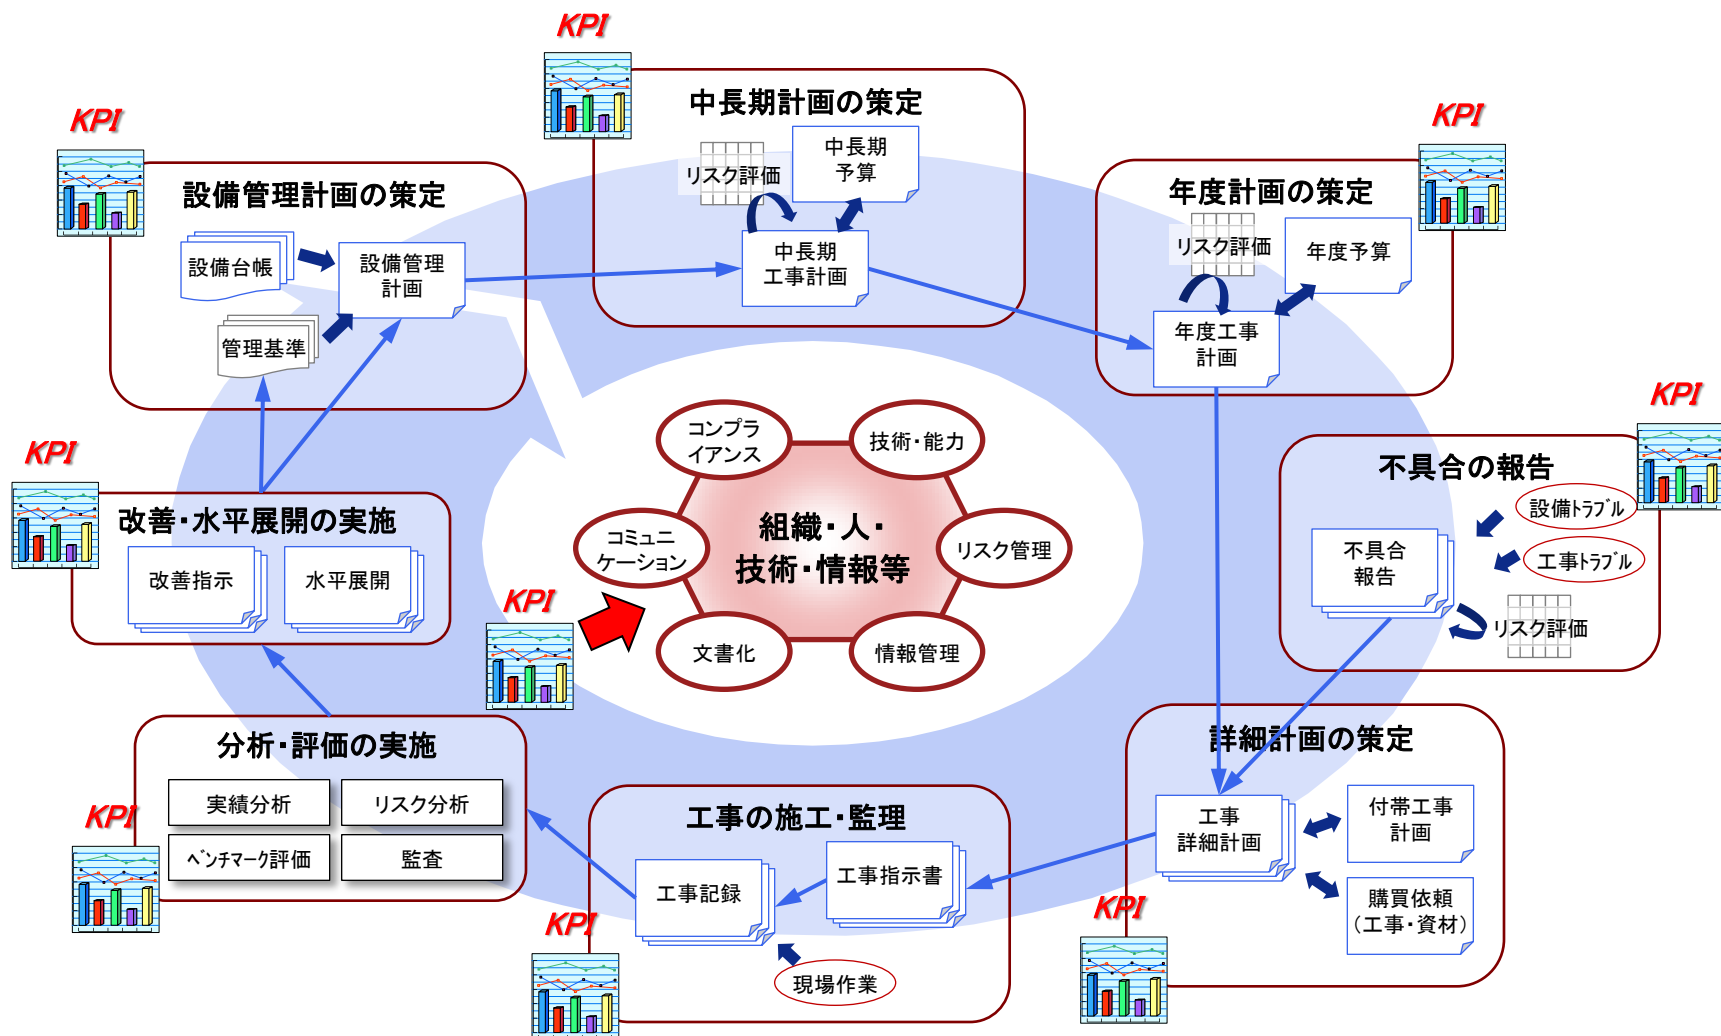 KPI
中長期計画の策定
リスク評価
中長期
予算
中長期
工事計画
KPI
設備管理計画の策定
設備台帳
設備管理
計画
管理基準
KPI
年度計画の策定
リスク評価
年度予算
年度工事
計画
KPI
不具合の報告
設備トラブル
工事トラブル
不具合
報告
リスク評価
KPI
改善・水平展開の実施
改善指示
水平展開
コンプラ
イアンス
技術・能力
コミュニ
ケーション
組織・人・
技術・情報等
リスク管理
文書化
情報管理
KPI
KPI
分析・評価の実施
実績分析
リスク分析
ベンチマーク評価
監査
KPI
工事の施工・監理
工事記録
工事指示書
現場作業
KPI
詳細計画の策定
工事
詳細計画
付帯工事
計画
購買依頼
(工事・資材)